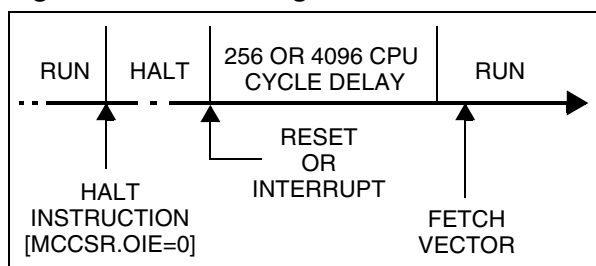 RUN
HALT
256 OR 4096 CPU
CYCLE DELAY
RUN
RESET
OR
INTERRUPT
HALT
INSTRUCTION
[MCCSR.OIE=0]
FETCH
VECTOR